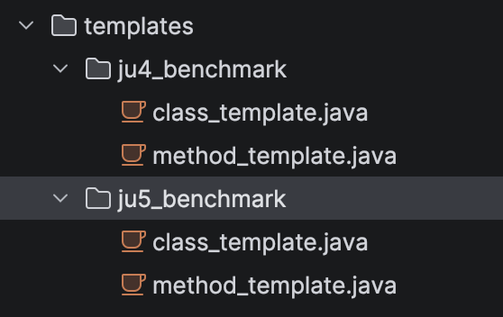 templates
ju4_benchmark
class_template.java
method_template.java
ju5_benchmark
class_template.java
method_template.java